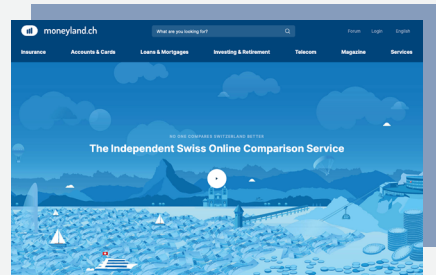 moneyland.ch
What are you looking for?
Forum
Login
English
Insurance
Accounts & Cards
Loans & Mortgages
Investing & Retirement
Telecom
Magazine
Services
NO ONE COMPARES SWITZERLAND BETTER
The Independent Swiss Online Comparison Service